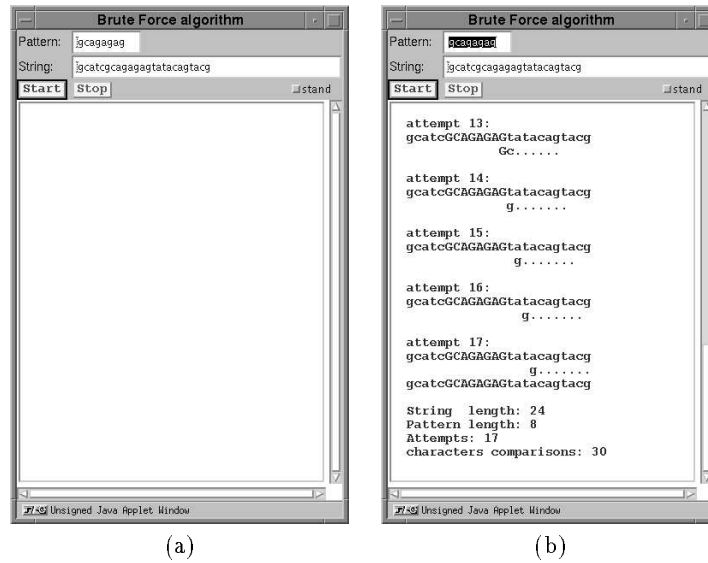 Brute Force algorithm
Pattern: gcagagag
String: gcatcgcagagagtatacagtacg
Start Stop stand
Unsigned Java Applet Window
(a)
Brute Force algorithm
Pattern: gcagagag
String: gcatcgcagagagtatacagtacg
Start Stop stand
attempt 13:
gcatcGCAGAGAGtatacagtacg
Gc......
attempt 14:
gcatcGCAGAGAGtatacagtacg
g.......
attempt 15:
gcatcGCAGAGAGtatacagtacg
g.......
attempt 16:
gcatcGCAGAGAGtatacagtacg
g.......
attempt 17:
gcatcGCAGAGAGtatacagtacg
g.......
gcatcGCAGAGAGtatacagtacg
String length: 24
Pattern length: 8
Attempts: 17
characters comparisons: 30
Unsigned Java Applet Window
(b)